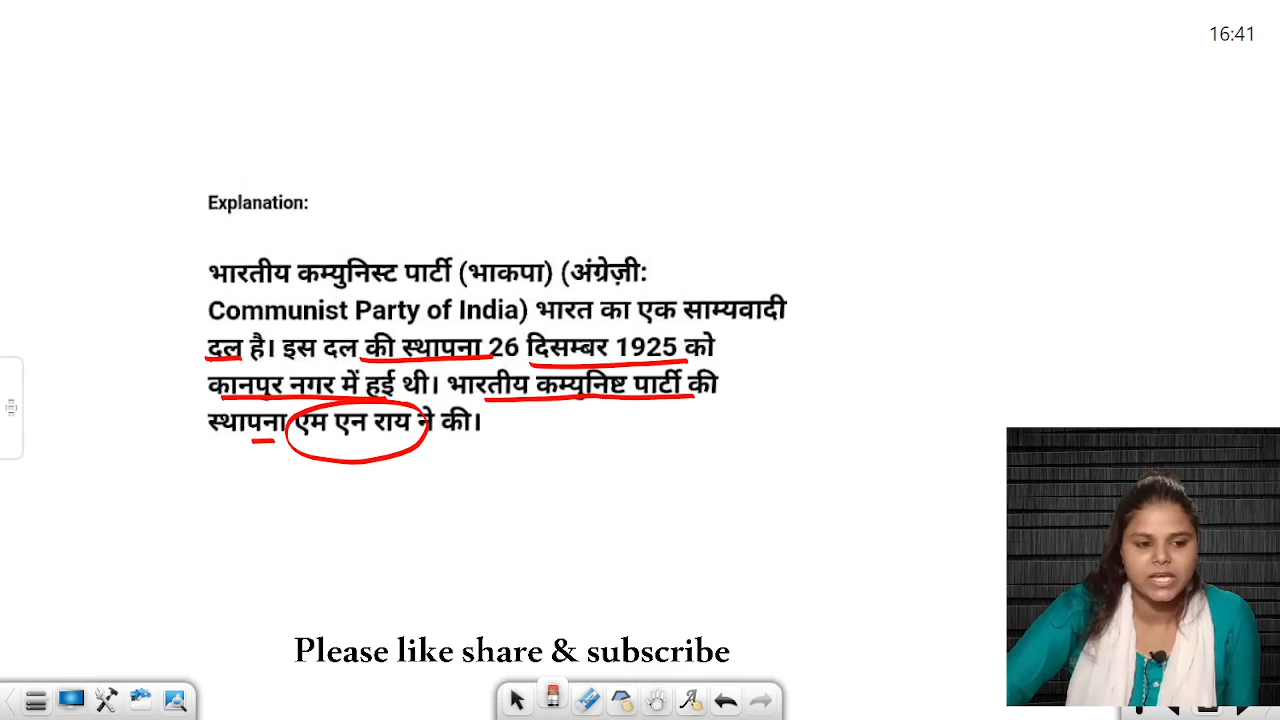 16:41
Explanation:
भारतीय कम्युनिस्ट पार्टी (भाकपा) (अंग्रेज़ी:
Communist Party of India) भारत का एक साम्यवादी
दल है। इस दल की स्थापना 26 दिसम्बर 1925 को
कानपुर नगर में हुई थी। भारतीय कम्युनिष्ट पार्टी की
स्थापना एम एन राय ने की।
Please like share & subscribe